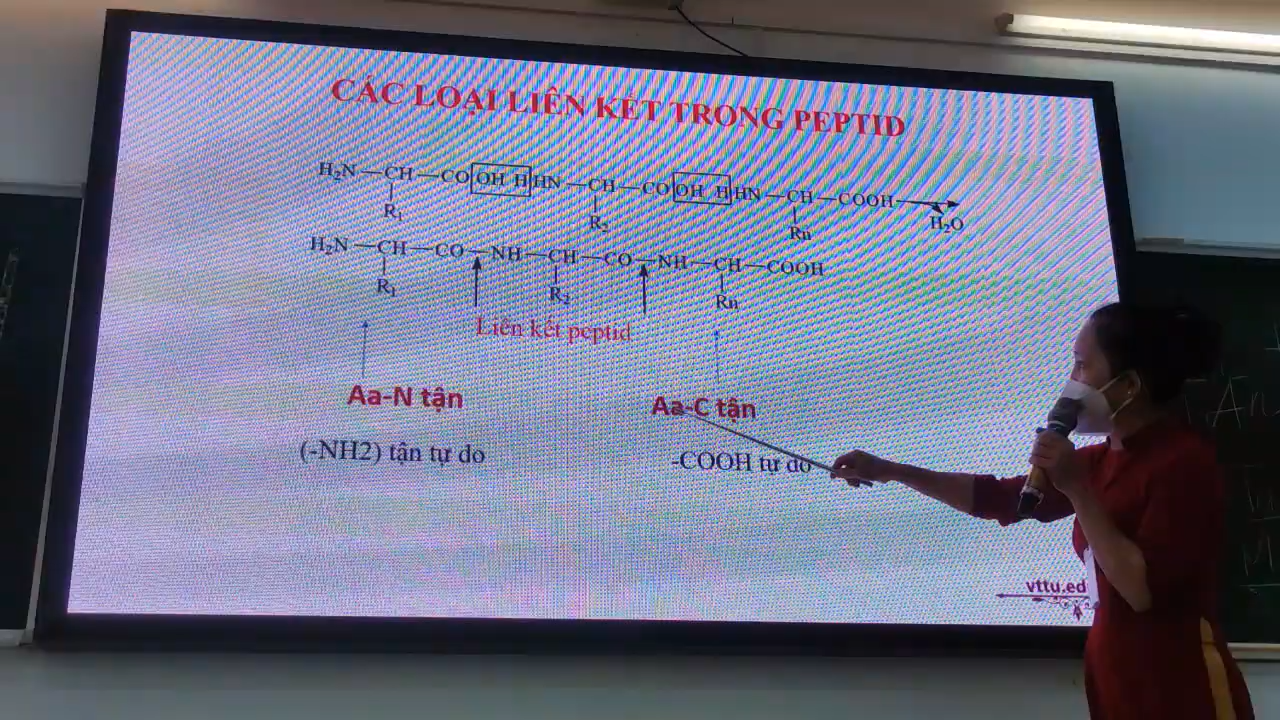 CÁC LOẠI LIÊN KẾT TRONG PEPTID
H₂N—CH—CO OH H HN—CH—CO OH H HN—CH—COOH
R₁ R₂ Rn H₂O
H₂N—CH—CO—NH—CH—CO—NH—CH—COOH
R₁ R₂ Rn
Liên kết peptid
Aa-N tận Aa-C tận
(-NH2) tận tự do -COOH tự do
vttu.ed